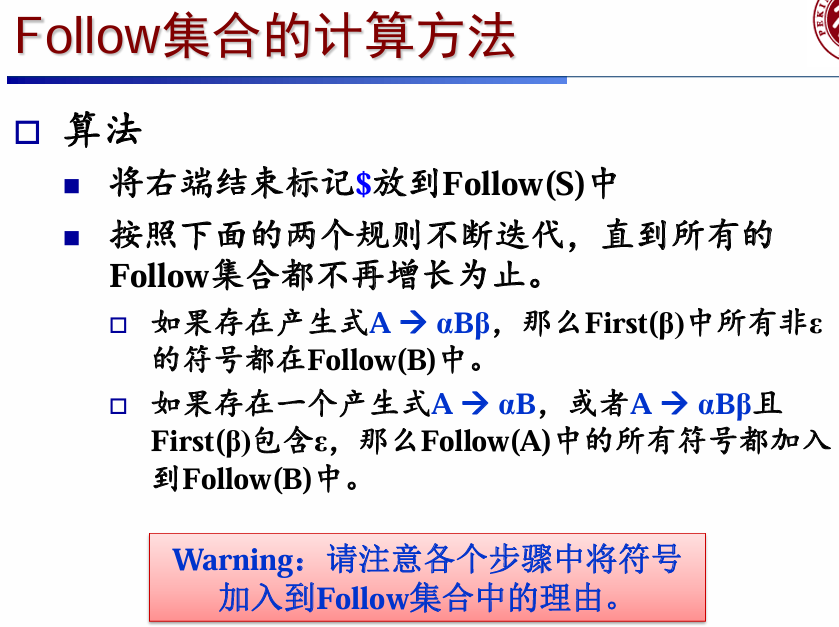 Follow集合的计算方法
算法
将右端结束标记$放到Follow(S)中
按照下面的两个规则不断迭代，直到所有的
Follow集合都不再增长为止。
如果存在产生式A → αBβ，那么First(β)中所有非ε
的符号都在Follow(B)中。
如果存在一个产生式A → αB，或者A → αBβ且
First(β)包含ε，那么Follow(A)中的所有符号都加入
到Follow(B)中。
Warning：请注意各个步骤中将符号
加入到Follow集合中的理由。